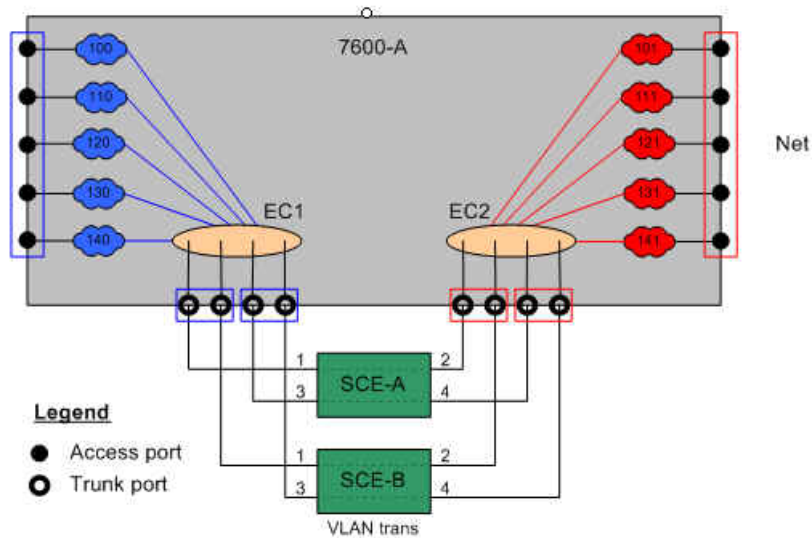 7600-A
100
101
110
111
120
121
Net
130
131
EC1
EC2
140
141
1
2
SCE-A
3
4
Legend
Access port
1
2
SCE-B
Trunk port
3
4
VLAN trans